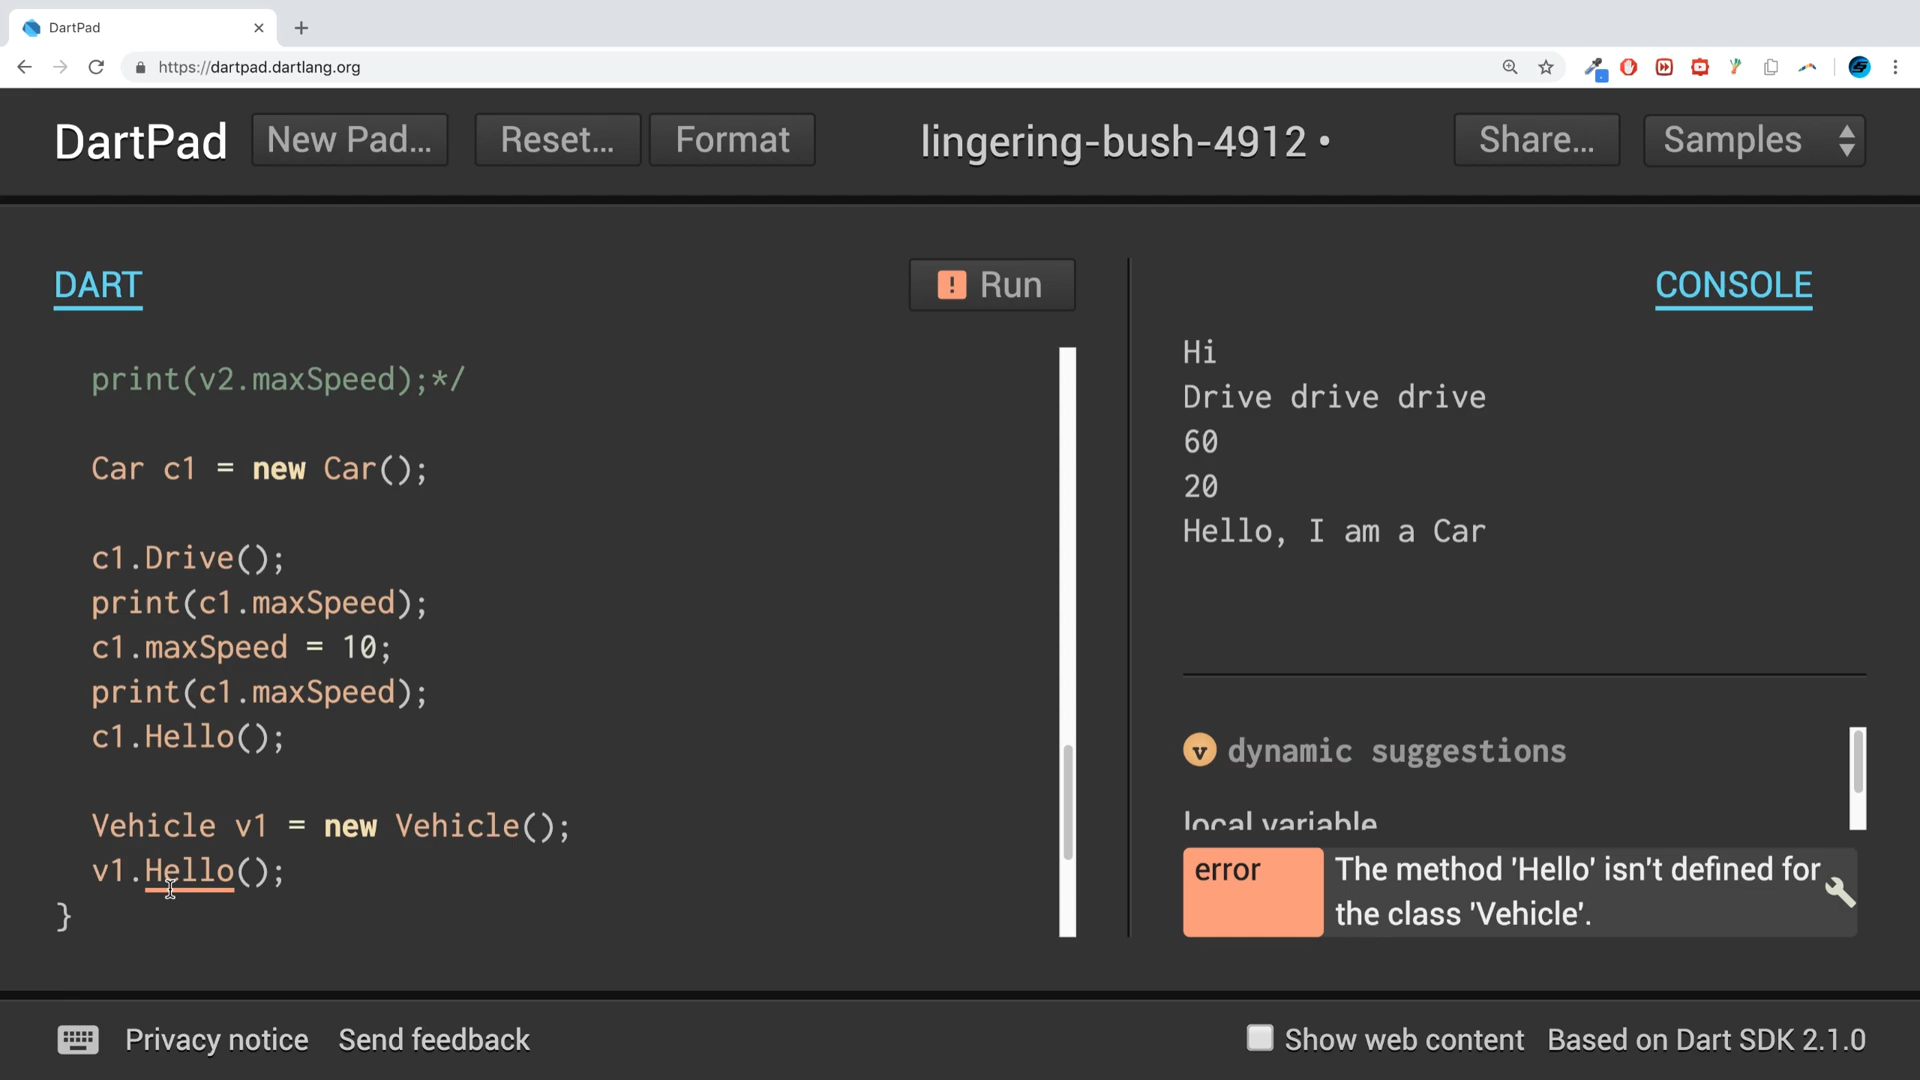 DartPad
https://dartpad.dartlang.org
DartPad
New Pad...
Reset...
Format
lingering-bush-4912 •
Share...
Samples
DART
! Run
CONSOLE
print(v2.maxSpeed);*/
Car c1 = new Car();
c1.Drive();
print(c1.maxSpeed);
c1.maxSpeed = 10;
print(c1.maxSpeed);
c1.Hello();
Vehicle v1 = new Vehicle();
v1.Hello();
}
Hi
Drive drive drive
60
20
Hello, I am a Car
v dynamic suggestions
local variable
error
The method 'Hello' isn't defined for
the class 'Vehicle'.
Privacy notice
Send feedback
Show web content
Based on Dart SDK 2.1.0